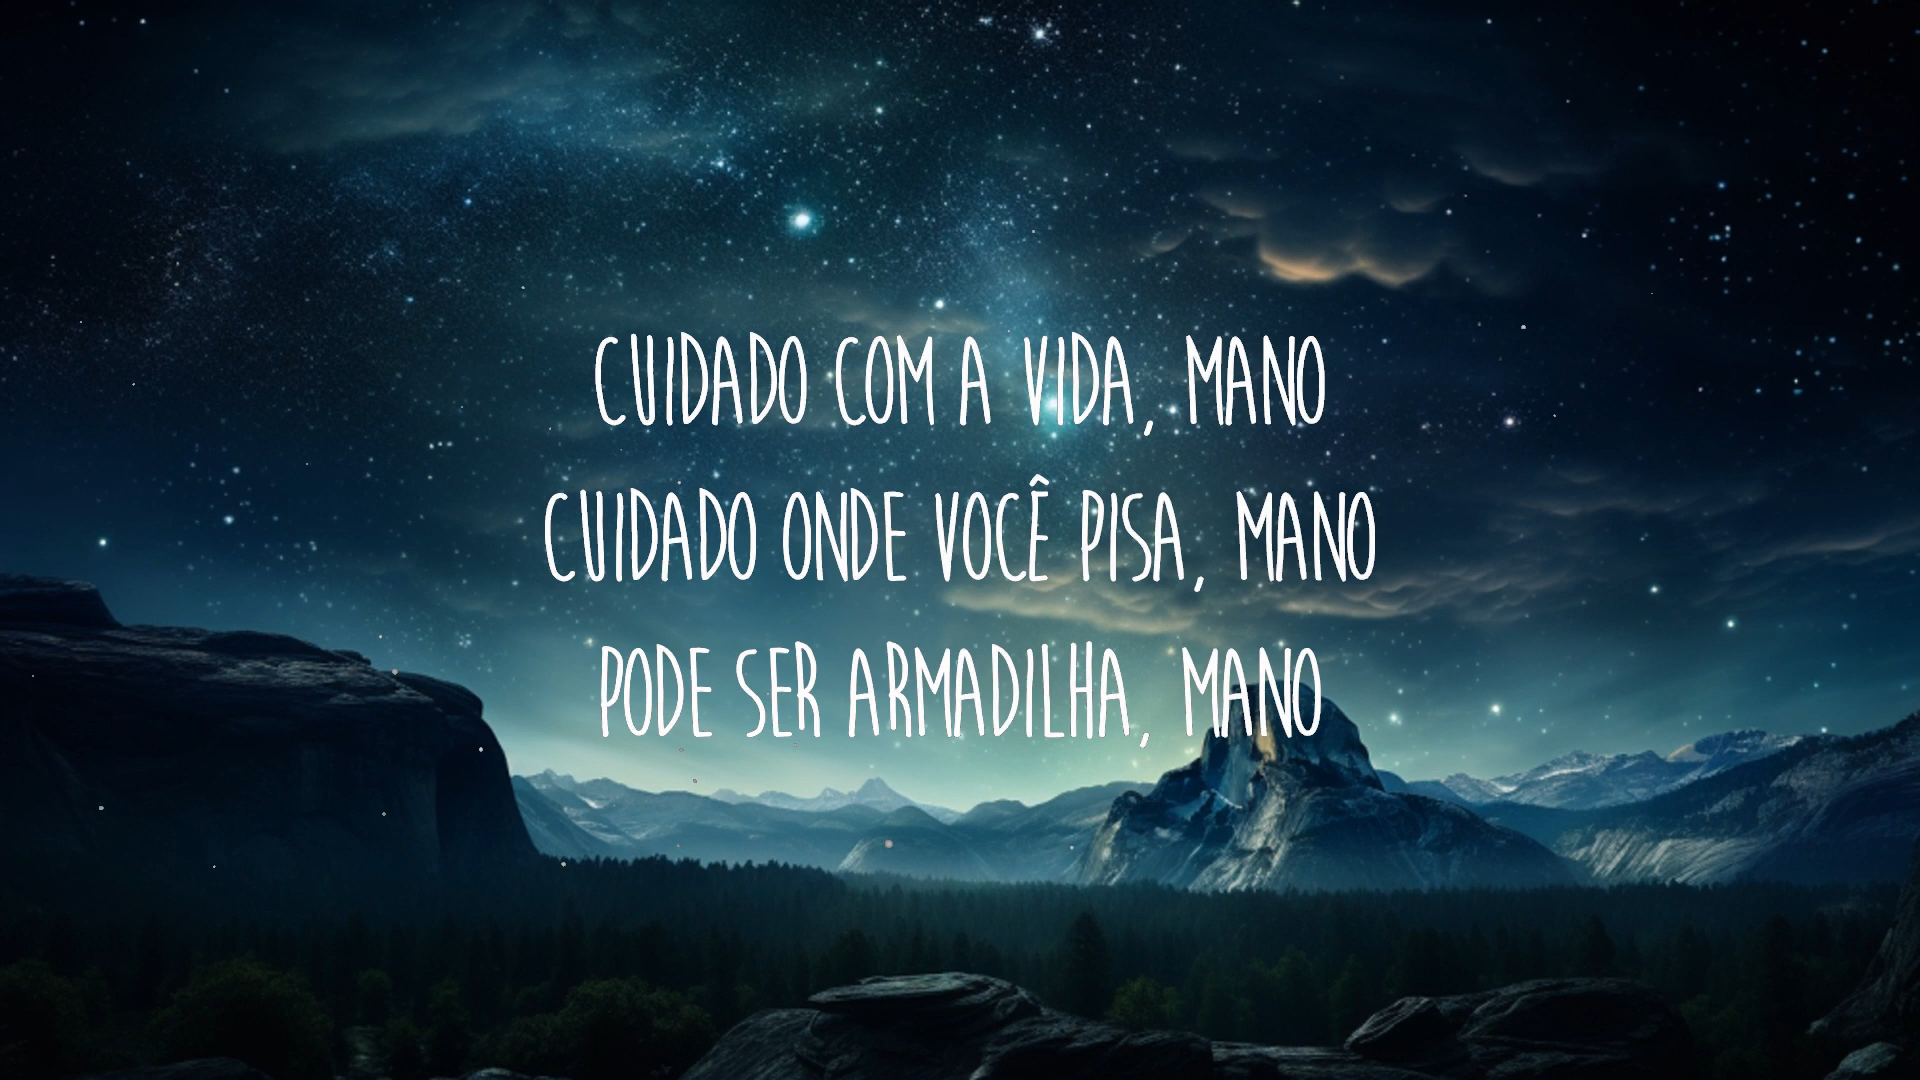 CUIDADO COM A VIDA, MANO
CUIDADO ONDE VOCÊ PISA, MANO
PODE SER ARMADILHA, MANO